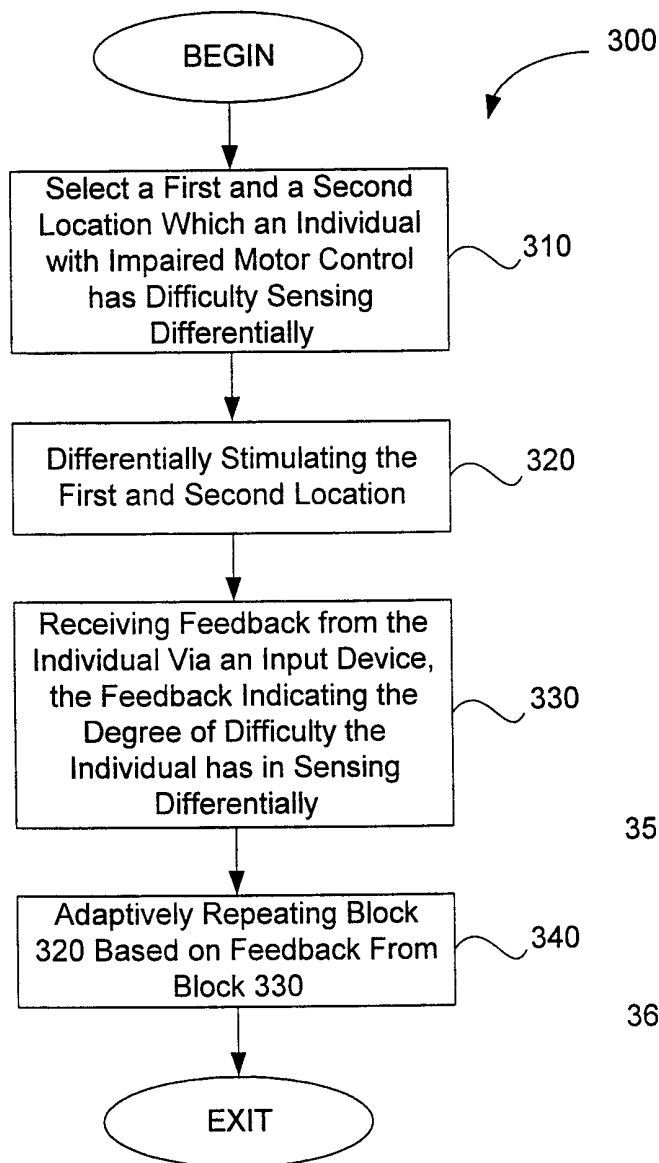 BEGIN
300
Select a First and a Second
Location Which an Individual
with Impaired Motor Control
has Difficulty Sensing
Differentially
310
Differentially Stimulating the
First and Second Location
320
Receiving Feedback from the
Individual Via an Input Device,
the Feedback Indicating the
Degree of Difficulty the
Individual has in Sensing
Differentially
330
35
Adaptively Repeating Block
320 Based on Feedback From
Block 330
340
36
EXIT